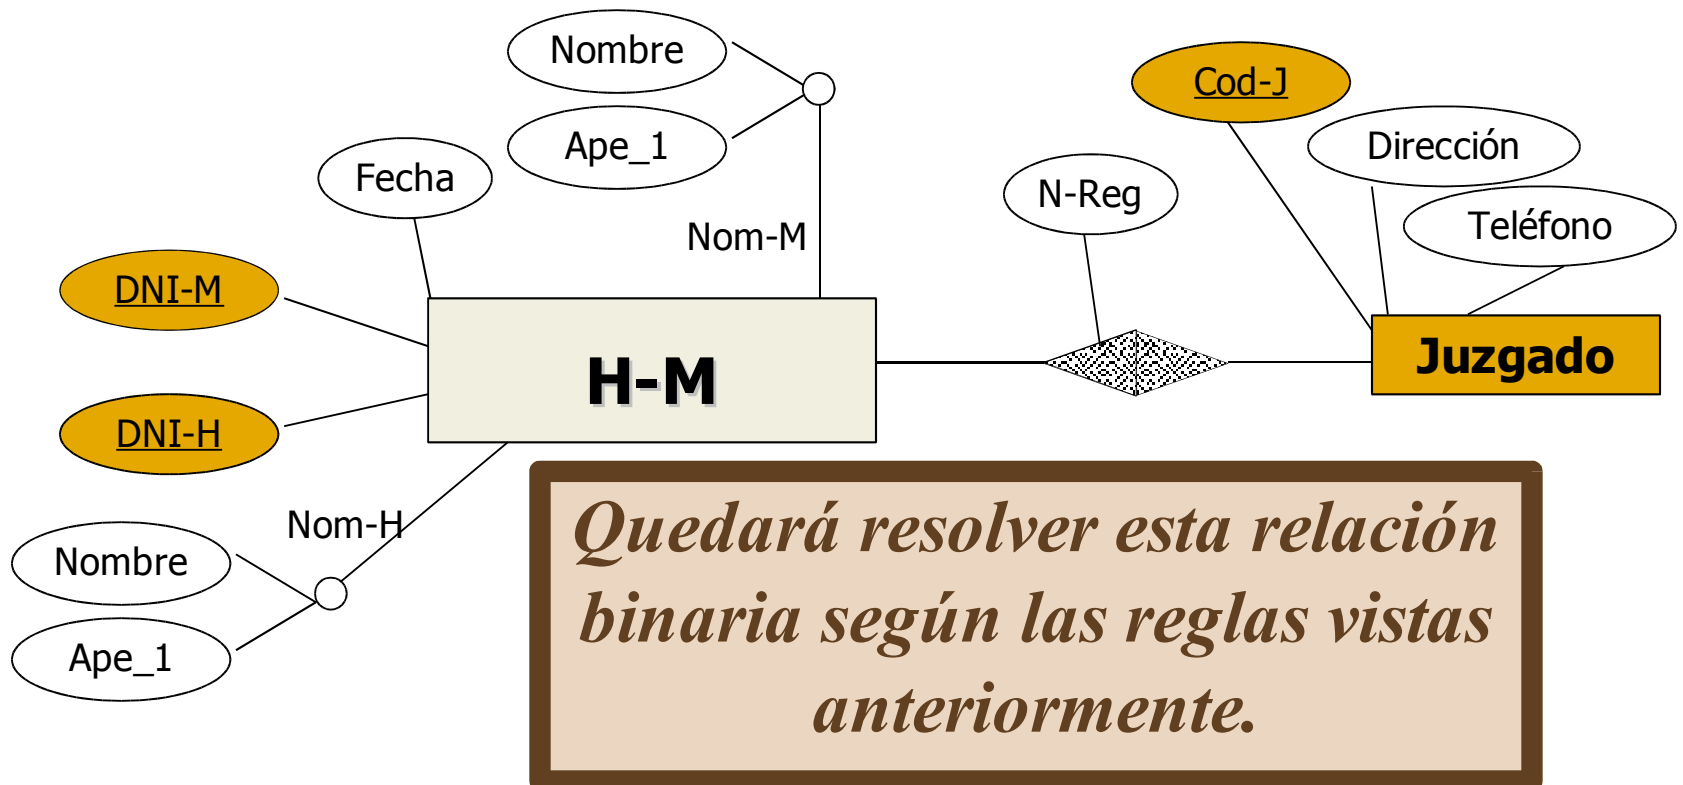 Nombre
Ape_1
Cod-J
Dirección
Fecha
N-Reg
Teléfono
Nom-M
DNI-M
H-M
Juzgado
DNI-H
Nom-H
Nombre
Ape_1
Quedará resolver esta relación
binaria según las reglas vistas
anteriormente.